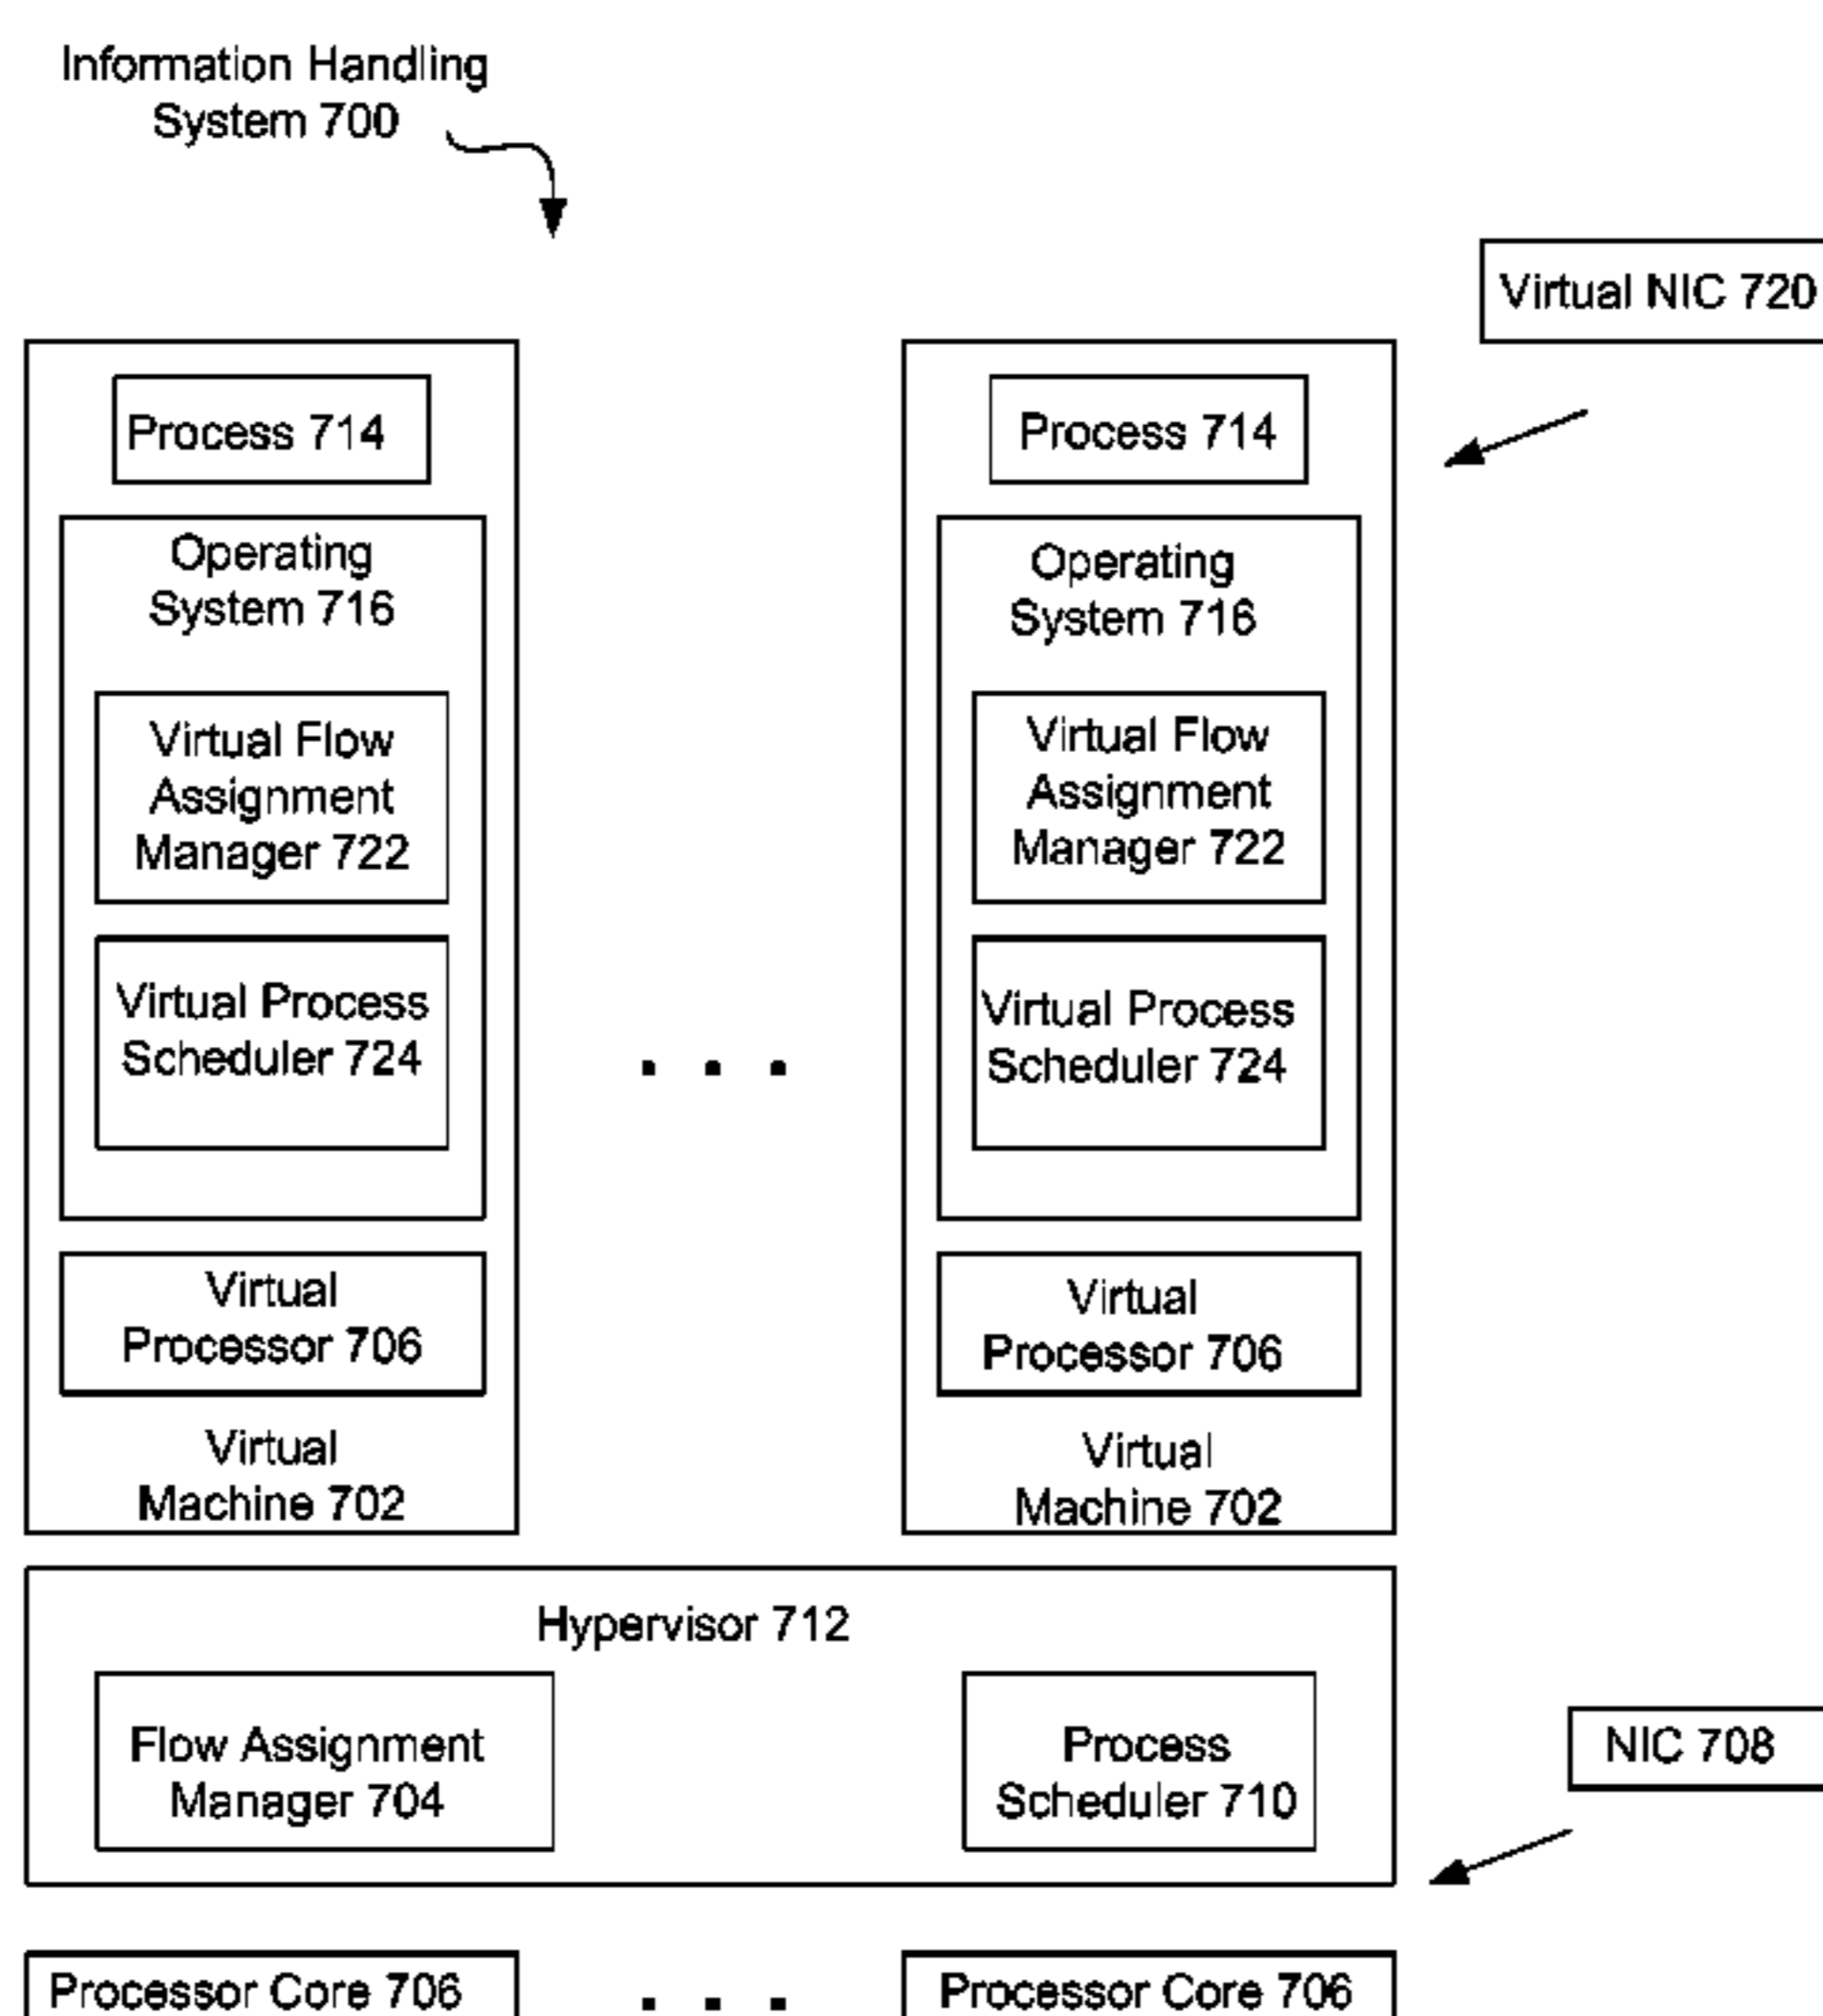 Information Handling
System 700
Virtual NIC 720
Process 714
Operating
System 716
Virtual Flow
Assignment
Manager 722
Virtual Process
Scheduler 724
Virtual
Processor 706
Virtual
Machine 702
. . .
Process 714
Operating
System 716
Virtual Flow
Assignment
Manager 722
Virtual Process
Scheduler 724
Virtual
Processor 706
Virtual
Machine 702
Hypervisor 712
Flow Assignment
Manager 704
Process
Scheduler 710
NIC 708
Processor Core 706
. . .
Processor Core 706